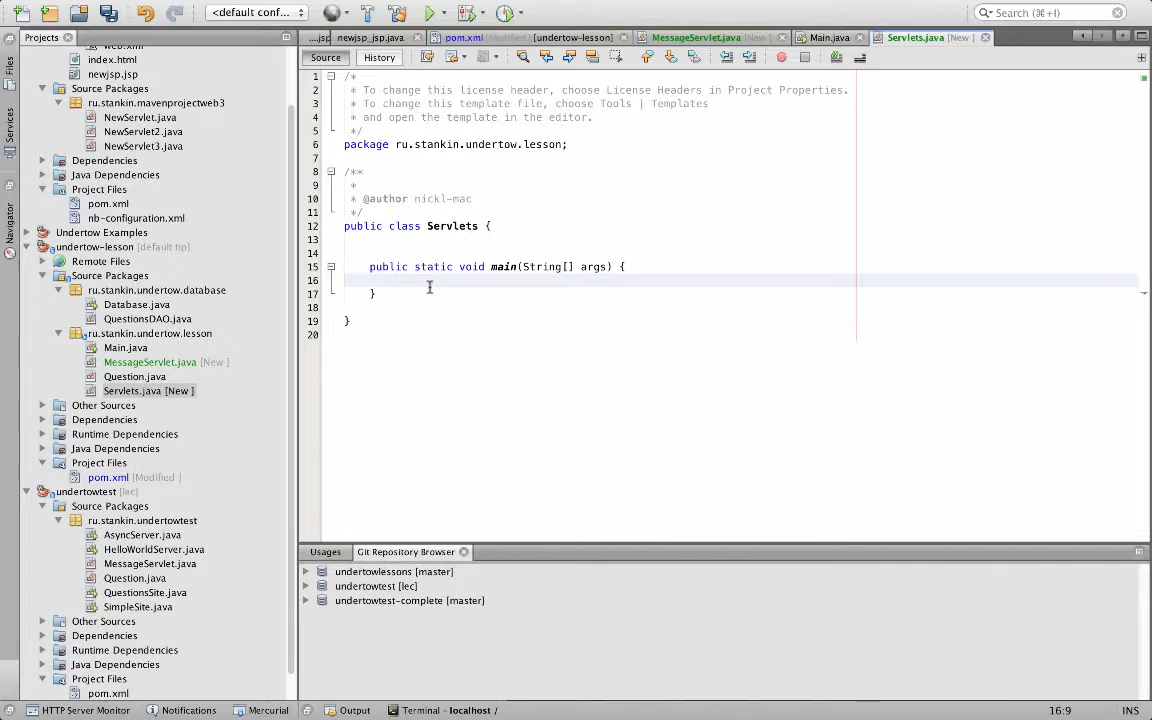 <default conf...
Search (⌘+I)
Projects
...jsp
newjsp_jsp.java
pom.xml [Modified ] [undertow-lesson]
MessageServlet.java [New ]
Main.java
Servlets.java [New ]
Files
Services
Navigator
web.xml
index.html
newjsp.jsp
Source Packages
ru.stankin.mavenprojectweb3
NewServlet.java
NewServlet2.java
NewServlet3.java
Dependencies
Java Dependencies
Project Files
pom.xml
nb-configuration.xml
Undertow Examples
undertow-lesson [default tip]
Remote Files
Source Packages
ru.stankin.undertow.database
Database.java
QuestionsDAO.java
ru.stankin.undertow.lesson
Main.java
MessageServlet.java [New ]
Question.java
Servlets.java [New ]
Other Sources
Dependencies
Runtime Dependencies
Java Dependencies
Project Files
pom.xml [Modified ]
undertowtest [lec]
Source Packages
ru.stankin.undertowtest
AsyncServer.java
HelloWorldServer.java
MessageServlet.java
Question.java
QuestionsSite.java
SimpleSite.java
Other Sources
Dependencies
Runtime Dependencies
Java Dependencies
Project Files
pom.xml
Source
History
1 /*
2 * To change this license header, choose License Headers in Project Properties.
3 * To change this template file, choose Tools | Templates
4 * and open the template in the editor.
5 */
6 package ru.stankin.undertow.lesson;
7
8 /**
9 *
10 * @author nickl-mac
11 */
12 public class Servlets {
13
14
15 public static void main(String[] args) {
16
17 }
18
19 }
20
Usages
Git Repository Browser
undertowlessons [master]
undertowtest [lec]
undertowtest-complete [master]
HTTP Server Monitor
Notifications
Mercurial
Output
Terminal - localhost /
16:9
INS